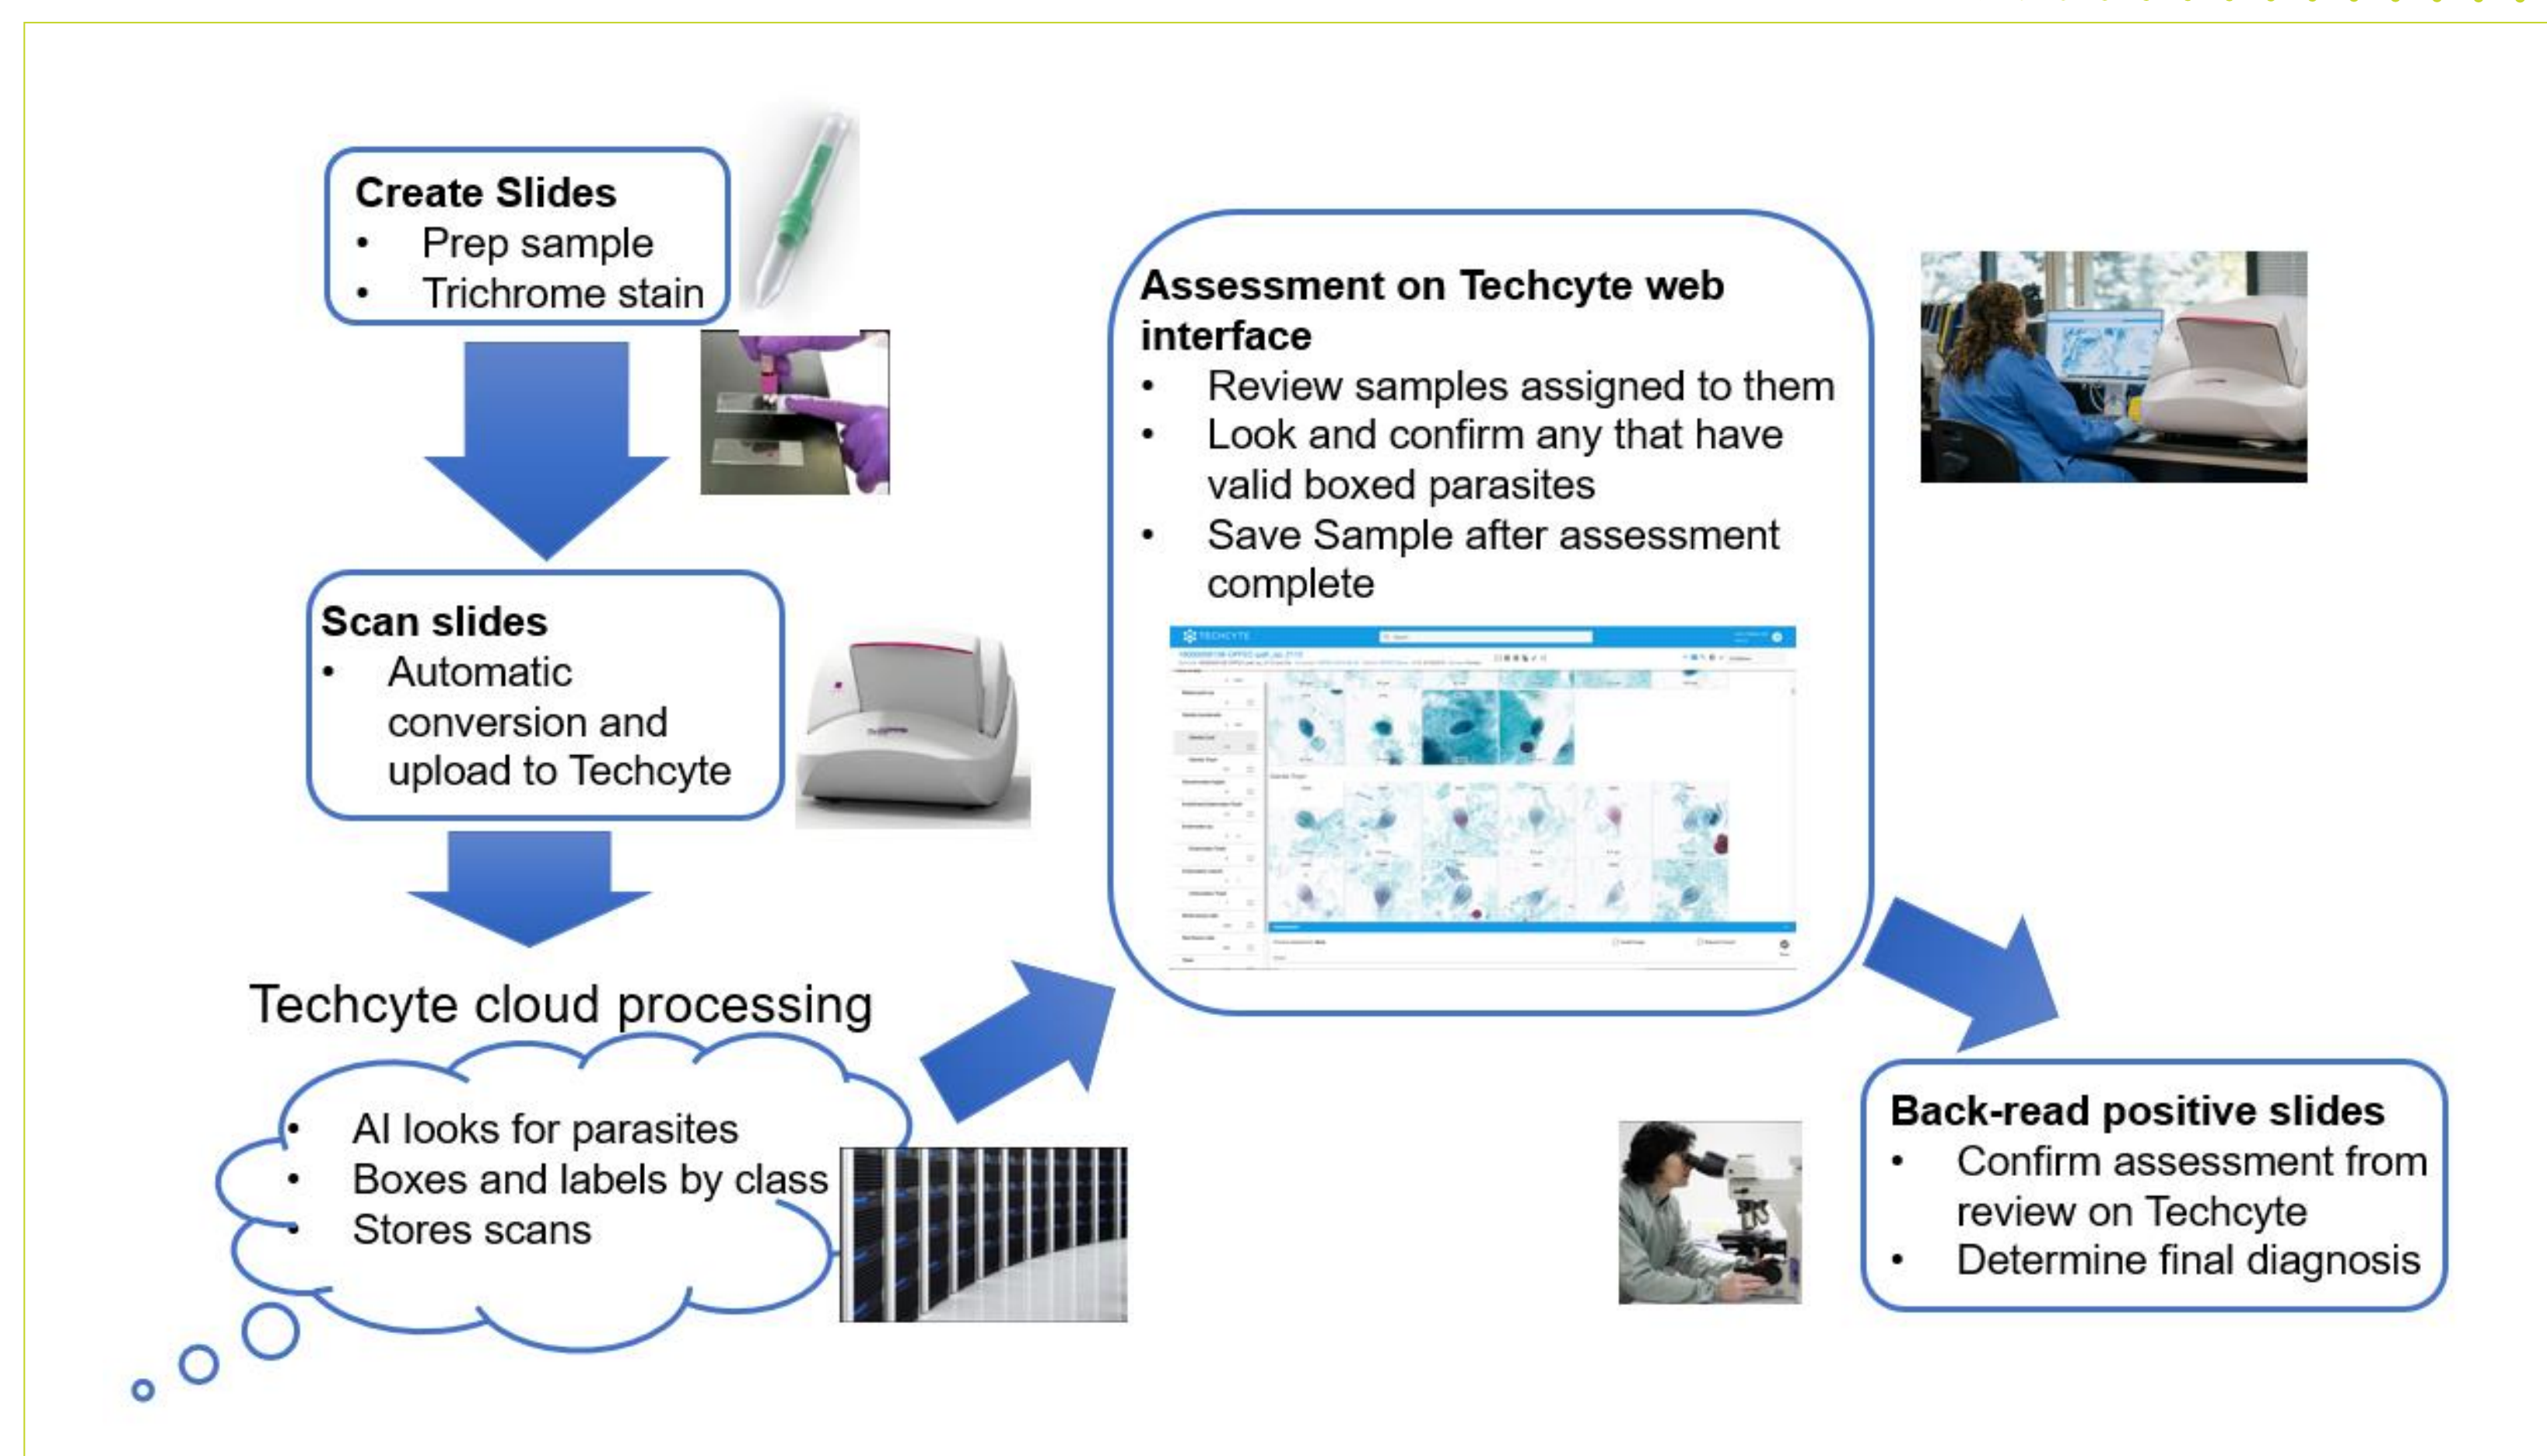 Create Slides
• Prep sample
• Trichrome stain
Scan slides
• Automatic
conversion and
upload to Techcyte
Techcyte cloud processing
• AI looks for parasites
• Boxes and labels by class
• Stores scans
Assessment on Techcyte web
interface
• Review samples assigned to them
• Look and confirm any that have
valid boxed parasites
• Save Sample after assessment
complete
TECHCYTE
Back-read positive slides
• Confirm assessment from
review on Techcyte
• Determine final diagnosis